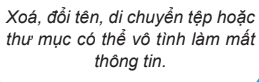 Xoá, đổi tên, di chuyển tệp hoặc
thư mục có thể vô tình làm mất
thông tin.